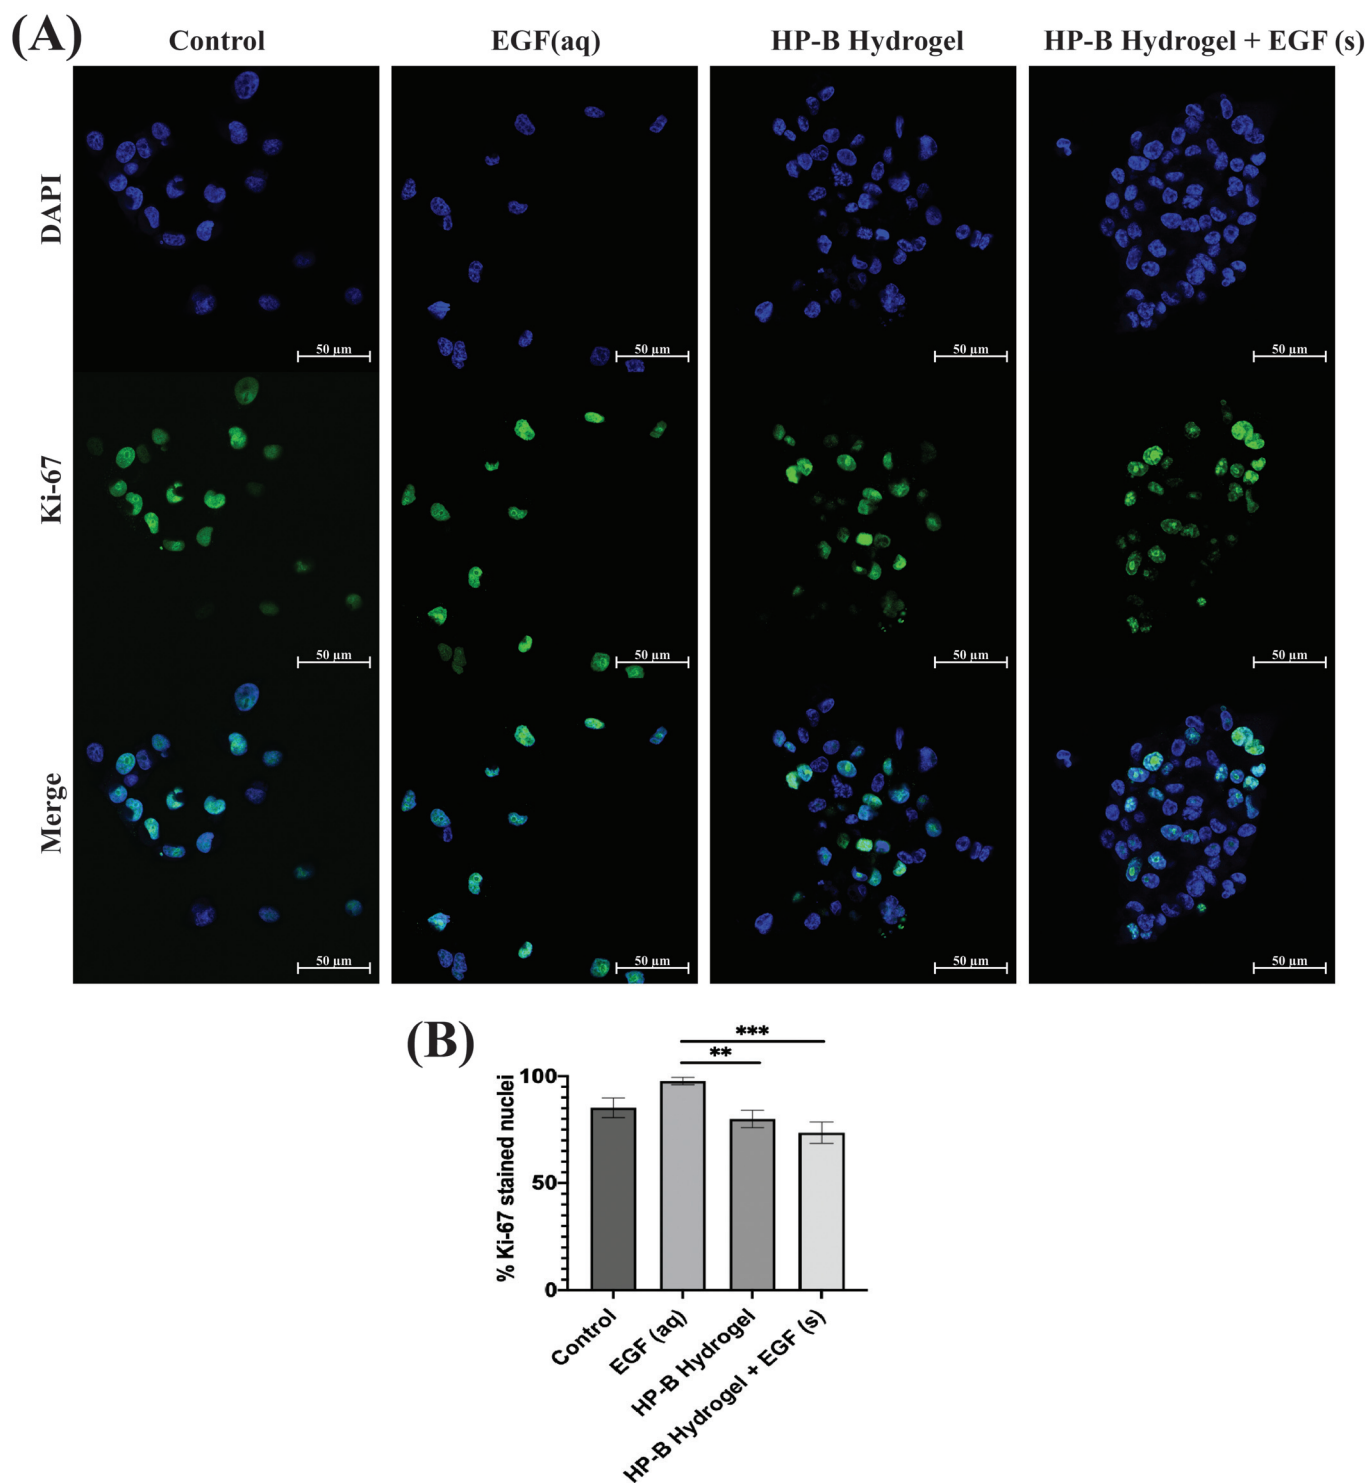 (A)
Control
EGF(aq)
HP-B Hydrogel
HP-B Hydrogel + EGF (s)
DAPI
50 µm
50 µm
50 µm
50 µm
Ki-67
50 µm
50 µm
50 µm
50 µm
Merge
50 µm
50 µm
50 µm
50 µm
(B)
***
**
% Ki-67 stained nuclei
100
50
0
Control
EGF (aq)
HP-B Hydrogel
HP-B Hydrogel + EGF (s)